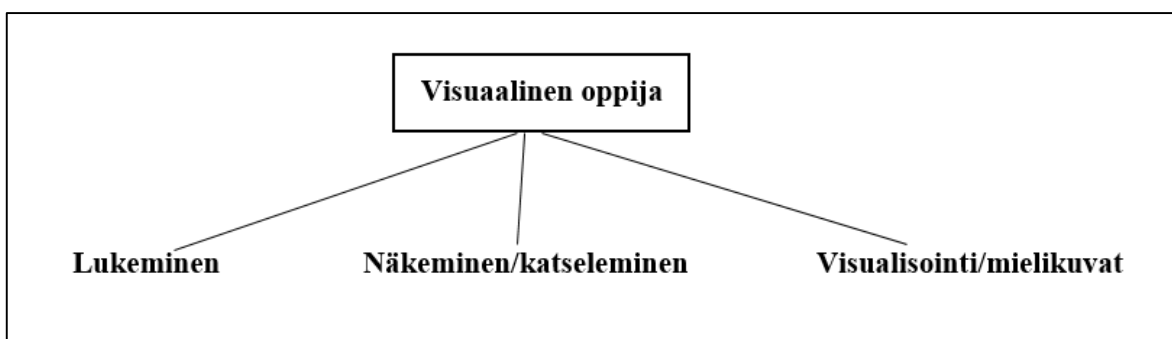 Visuaalinen oppija
Lukeminen
Näkeminen/katseleminen
Visualisointi/mielikuvat